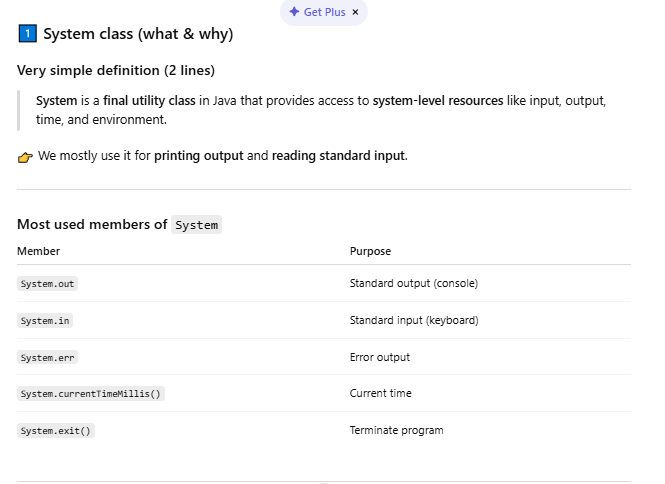 Get Plus ×
1 System class (what & why)
Very simple definition (2 lines)
System is a final utility class in Java that provides access to system-level resources like input, output,
time, and environment.
👉 We mostly use it for printing output and reading standard input.
Most used members of System
Member Purpose
System.out Standard output (console)
System.in Standard input (keyboard)
System.err Error output
System.currentTimeMillis() Current time
System.exit() Terminate program